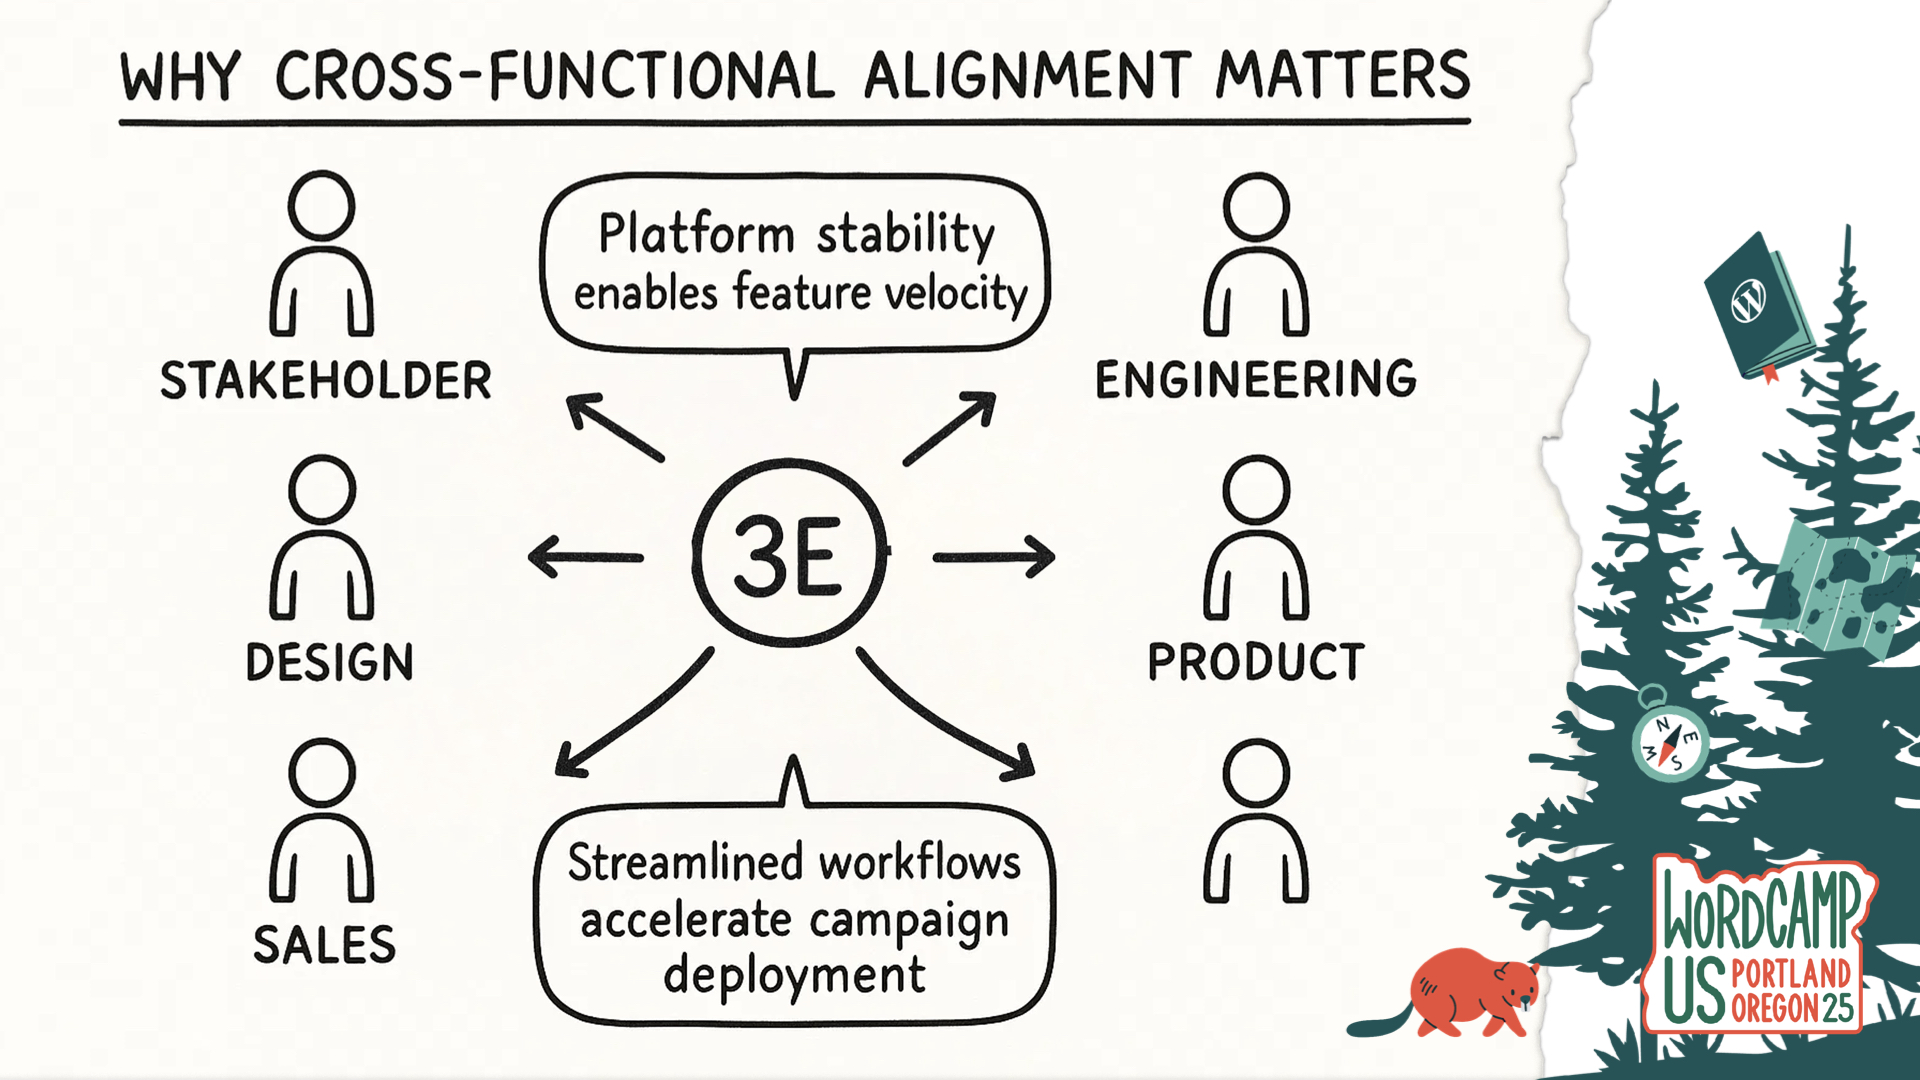 WHY CROSS-FUNCTIONAL ALIGNMENT MATTERS
STAKEHOLDER
Platform stability
enables feature velocity
ENGINEERING
DESIGN
3E
PRODUCT
SALES
Streamlined workflows
accelerate campaign
deployment
W
N
E
S
W
WORDCAMP
US PORTLAND
OREGON 25